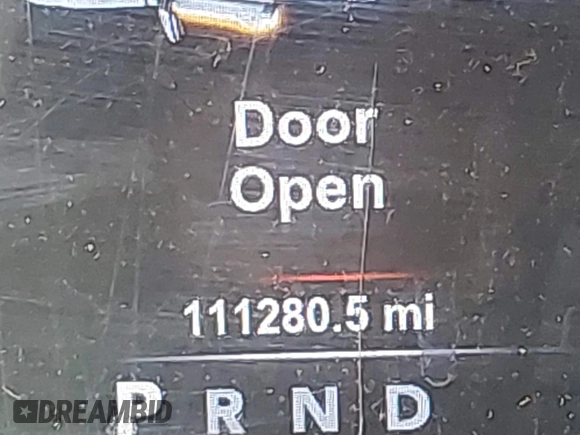 Door
Open
111280.5 mi
P R N D
DREAMBID